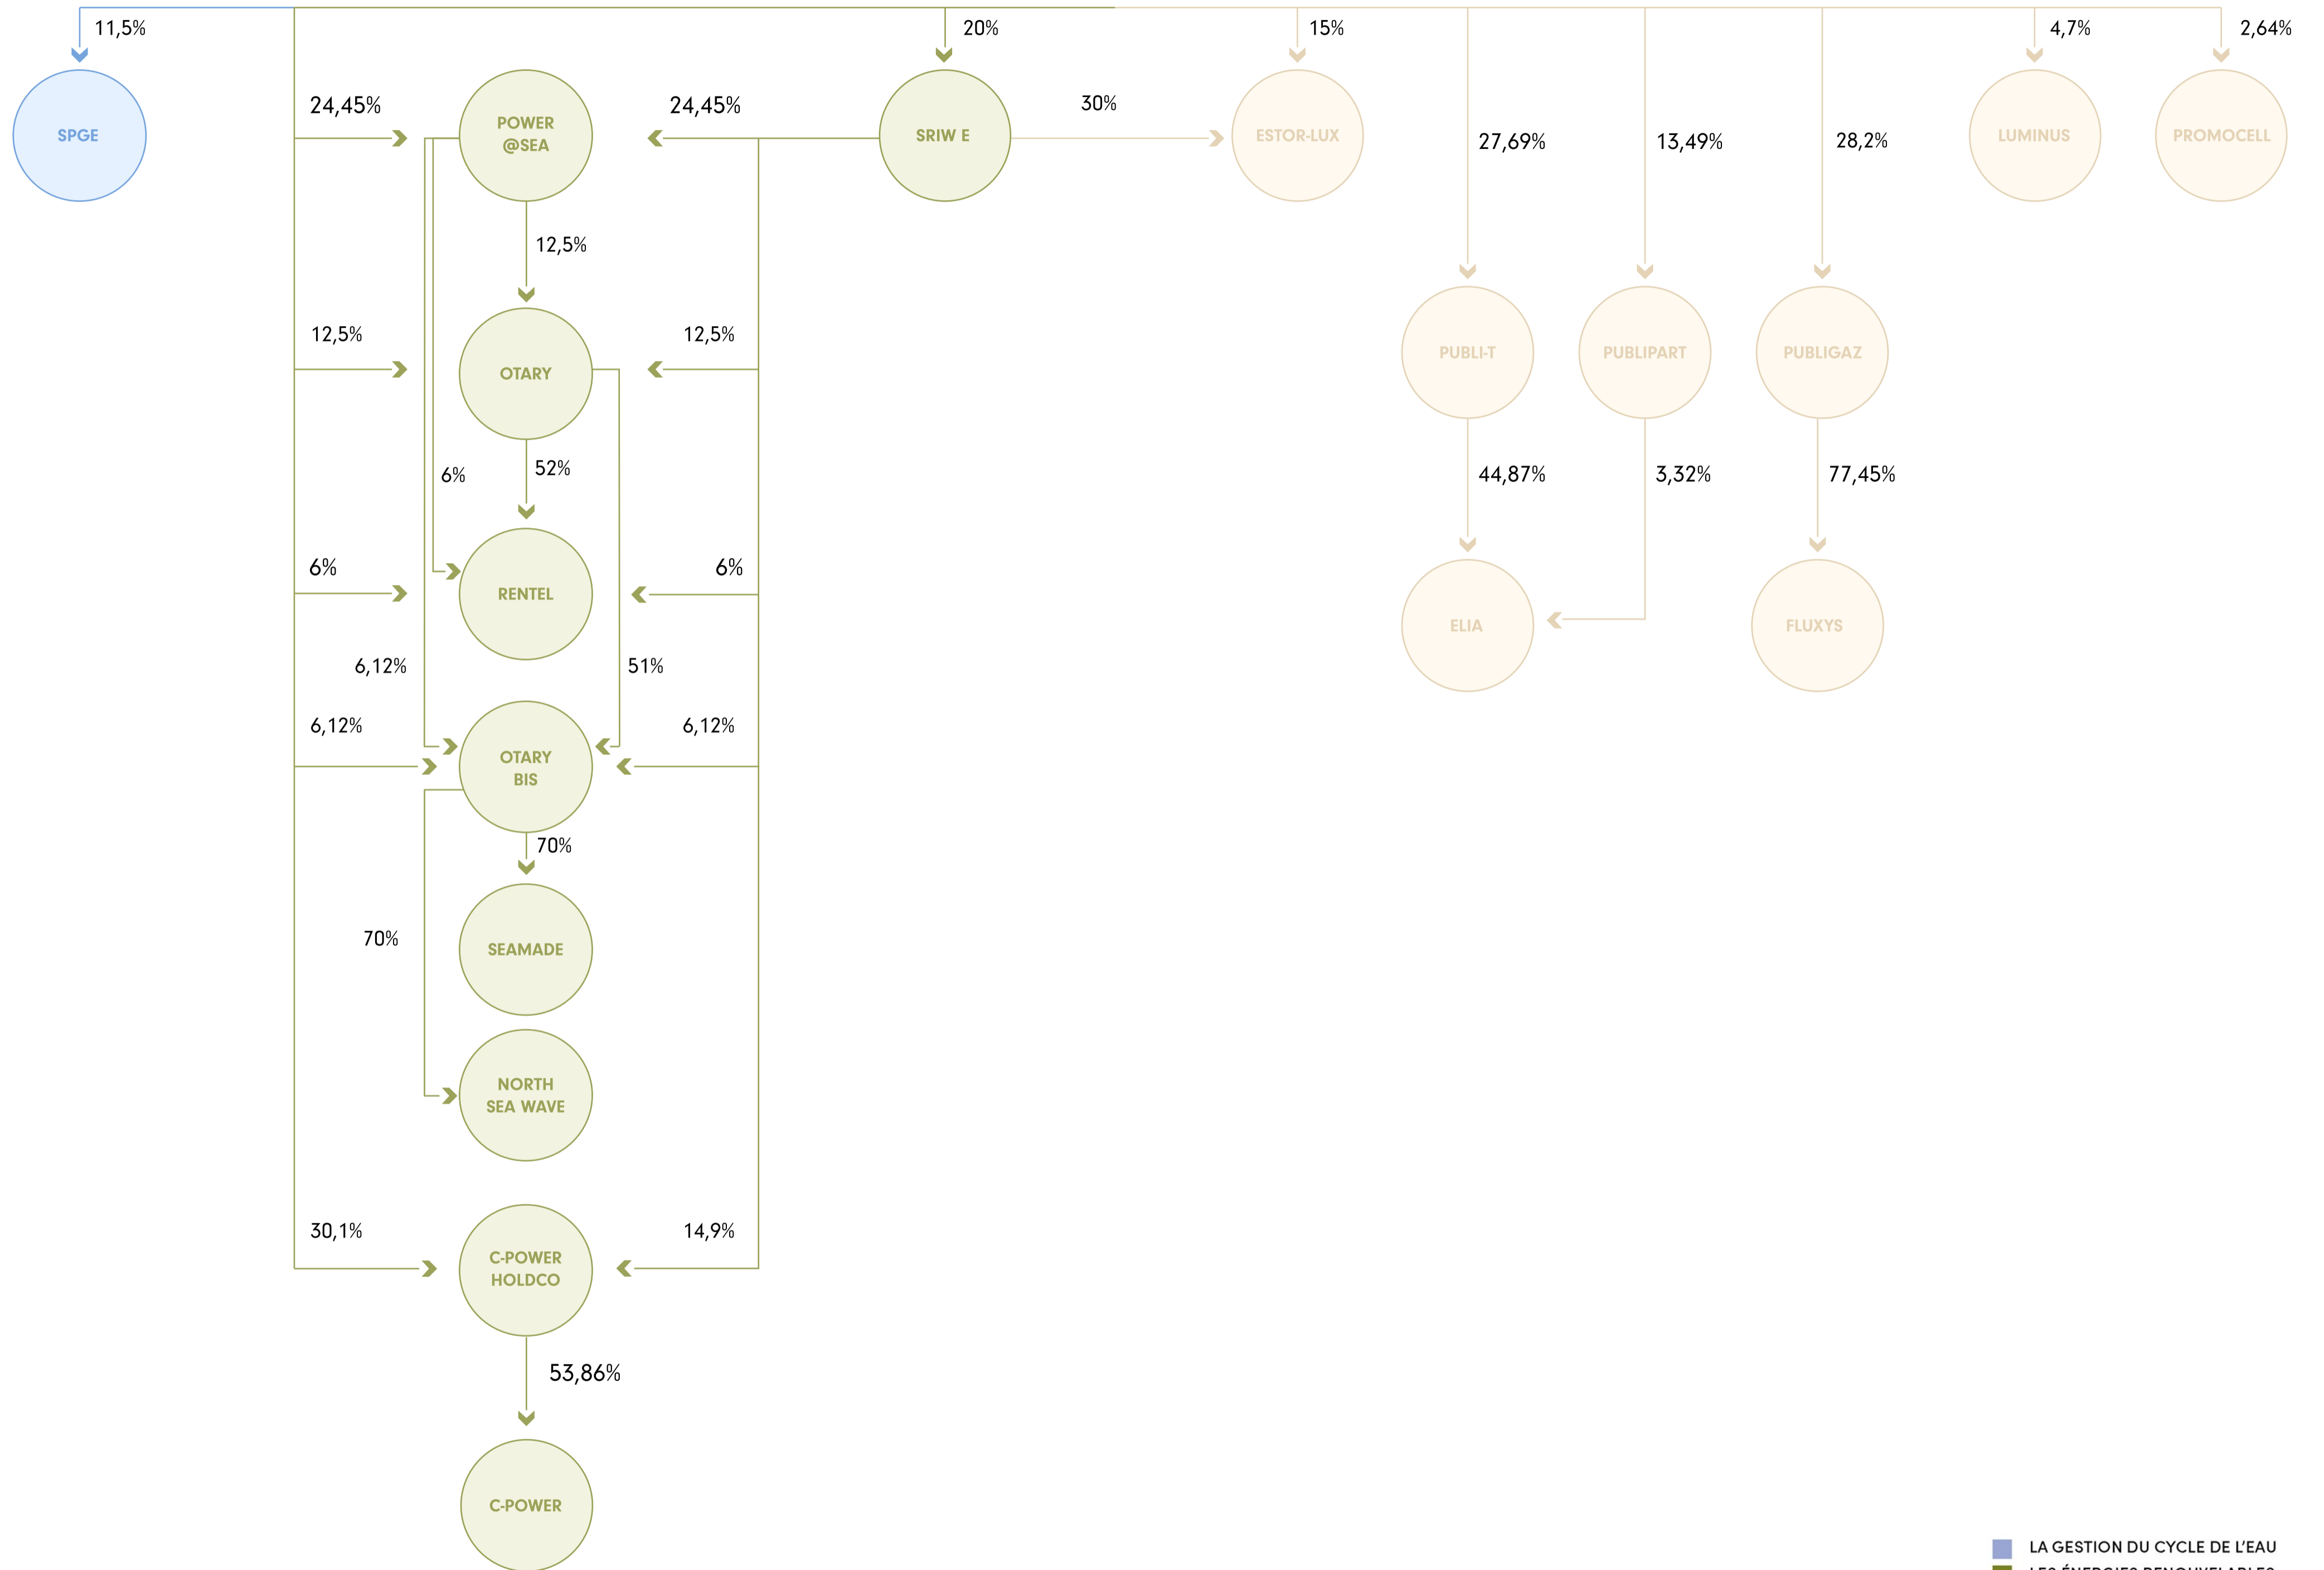 11,5%
20%
15%
4,7%
2,64%
24,45%
24,45%
30%
SPGE
POWER
@SEA
SRIW E
ESTOR-LUX
27,69%
13,49%
28,2%
LUMINUS
PROMOCELL
12,5%
12,5%
12,5%
OTARY
PUBLI-T
PUBLIPART
PUBLIGAZ
6%
52%
44,87%
3,32%
77,45%
6%
6%
RENTEL
ELIA
FLUXYS
6,12%
51%
6,12%
6,12%
OTARY
BIS
70%
70%
SEAMADE
NORTH
SEA WAVE
30,1%
14,9%
C-POWER
HOLDCO
53,86%
C-POWER
LA GESTION DU CYCLE DE L'EAU
LES ÉNERGIES RENOUVELABLES